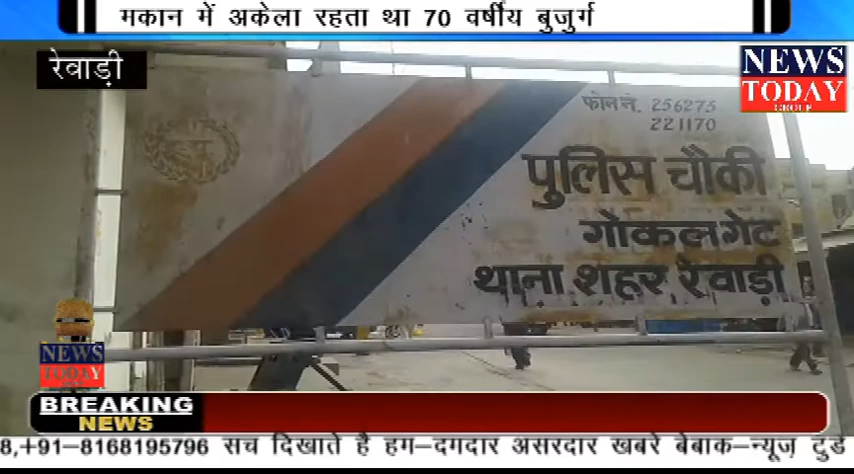 मकान में अकेला रहता था 70 वर्षीय बुजुर्ग
रेवाड़ी
NEWS
TODAY
GROUP
फोन नं. 256275
221170
पुलिस चौकी
गोकलगेट
थाना शहर रेवाड़ी
NEWS
TODAY
BREAKING
NEWS
8,+91–8168195796 सच दिखाते है हम–दमदार असरदार खबरे बेबाक–न्यूज़ टुडे